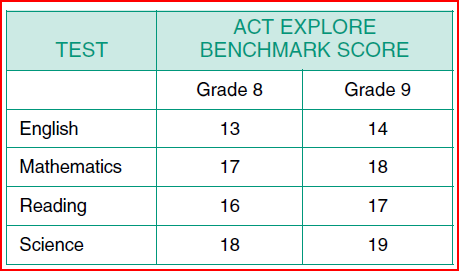 TEST
ACT EXPLORE
BENCHMARK SCORE
Grade 8 Grade 9
English 13 14
Mathematics 17 18
Reading 16 17
Science 18 19